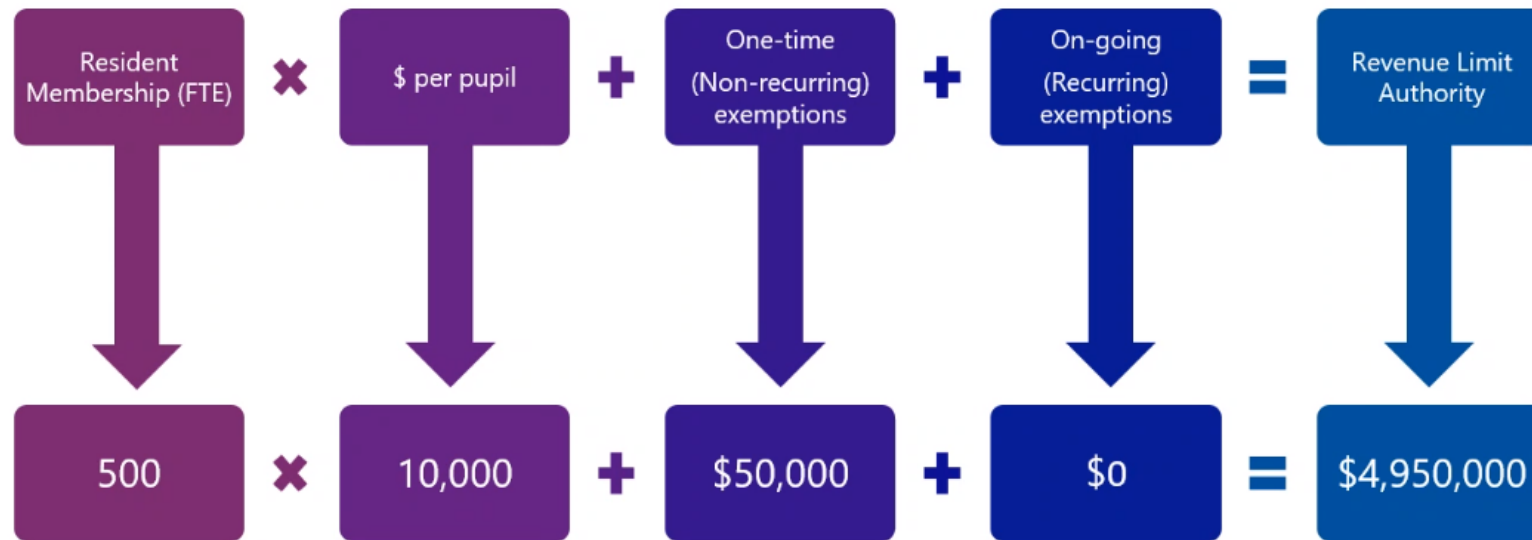 Resident
Membership (FTE)
×
$ per pupil
+
One-time
(Non-recurring)
exemptions
+
On-going
(Recurring)
exemptions
=
Revenue Limit
Authority
500
×
10,000
+
$50,000
+
$0
=
$4,950,000